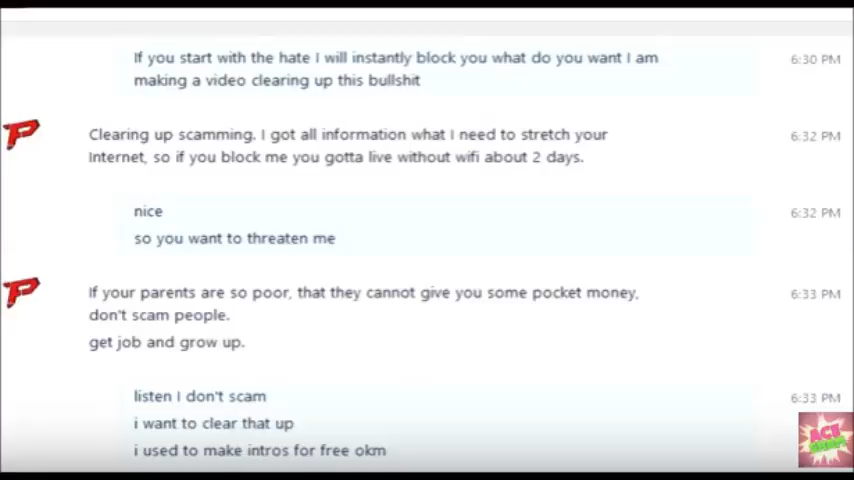 If you start with the hate I will instantly block you what do you want I am
6:30 PM
making a video clearing up this bullshit
Clearing up scamming. I got all information what I need to stretch your
6:32 PM
Internet, so if you block me you gotta live without wifi about 2 days.
nice
6:32 PM
so you want to threaten me
If your parents are so poor, that they cannot give you some pocket money,
6:33 PM
don't scam people.
get job and grow up.
listen I don't scam
6:33 PM
i want to clear that up
i used to make intros for free okm
ACE